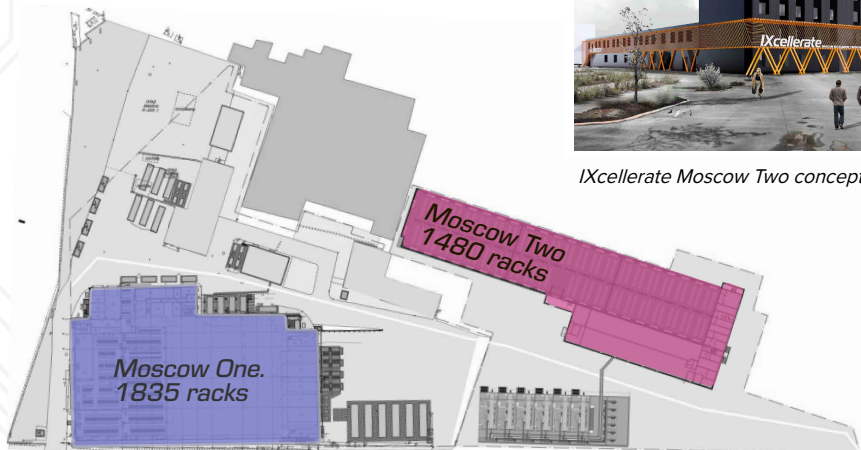 IXcellerate
IXcellerate Moscow Two concept
Moscow Two
1480 racks
Moscow One.
1835 racks